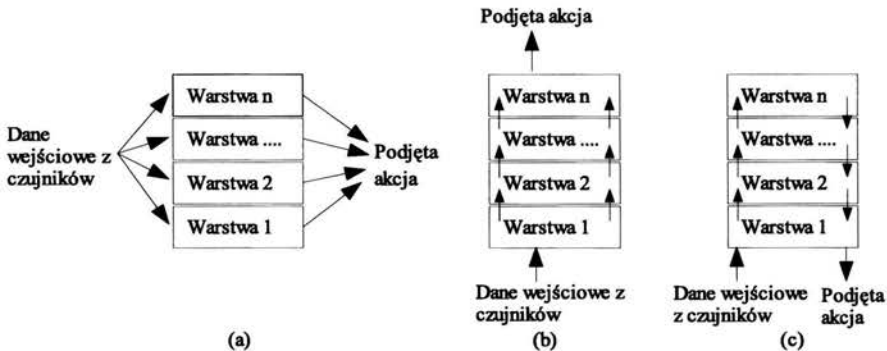 Dane
wejściowe z
czujników
Warstwa n
Warstwa ....
Warstwa 2
Warstwa 1
Podjęta
akcja
(a)
Podjęta akcja
Warstwa n
Warstwa ....
Warstwa 2
Warstwa 1
Dane wejściowe z
czujników
(b)
Warstwa n
Warstwa ....
Warstwa 2
Warstwa 1
Dane wejściowe
z czujników
Podjęta
akcja
(c)